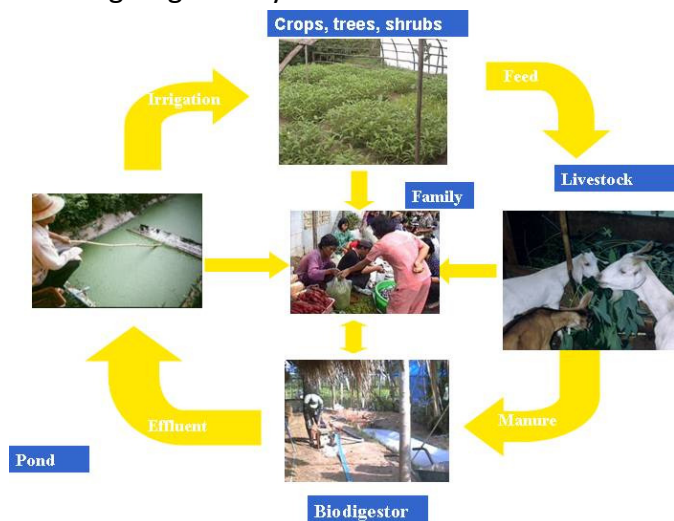 Crops, trees, shrubs
Irrigation
Feed
Livestock
Family
Effluent
Manure
Pond
Biodigestor